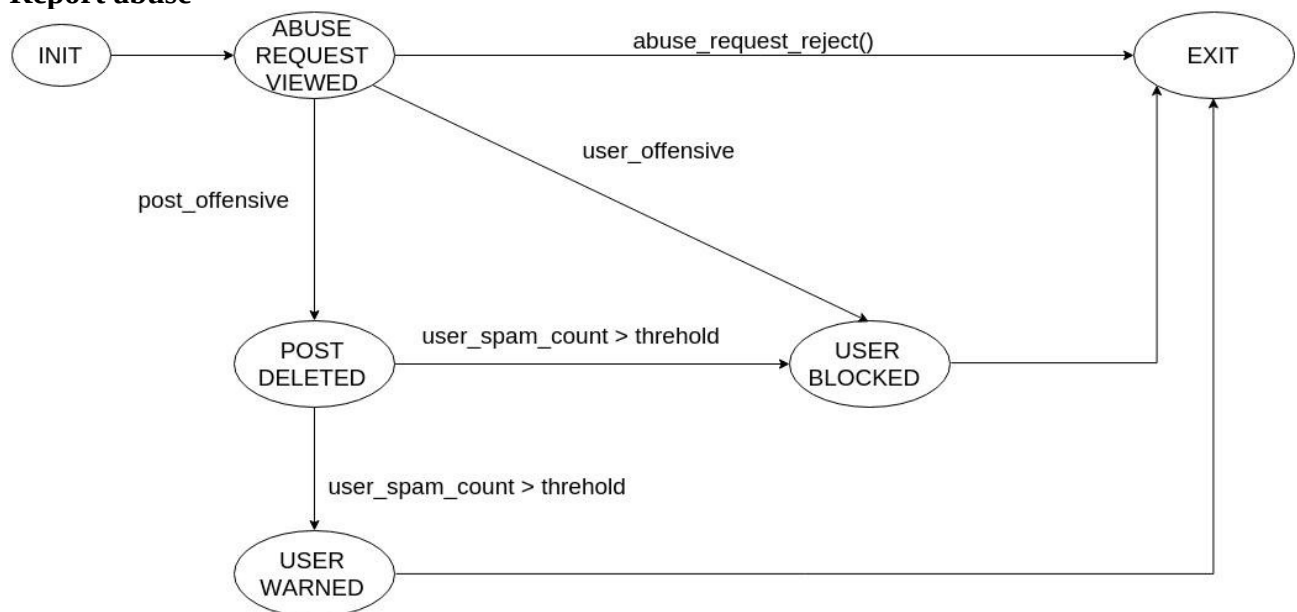 Report abuse
INIT
ABUSE
REQUEST
VIEWED
abuse_request_reject()
EXIT
user_offensive
post_offensive
user_spam_count > threhold
POST
DELETED
USER
BLOCKED
user_spam_count > threhold
USER
WARNED